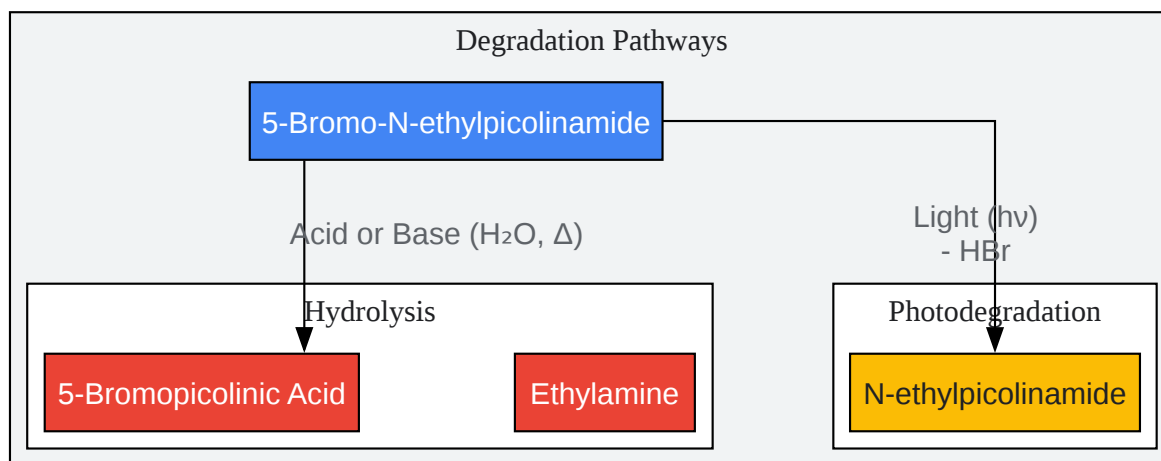 Degradation Pathways
5-Bromo-N-ethylpicolinamide
Acid or Base (H₂O, Δ)
Light (hν)
- HBr
Hydrolysis
Photodegradation
5-Bromopicolinic Acid
Ethylamine
N-ethylpicolinamide